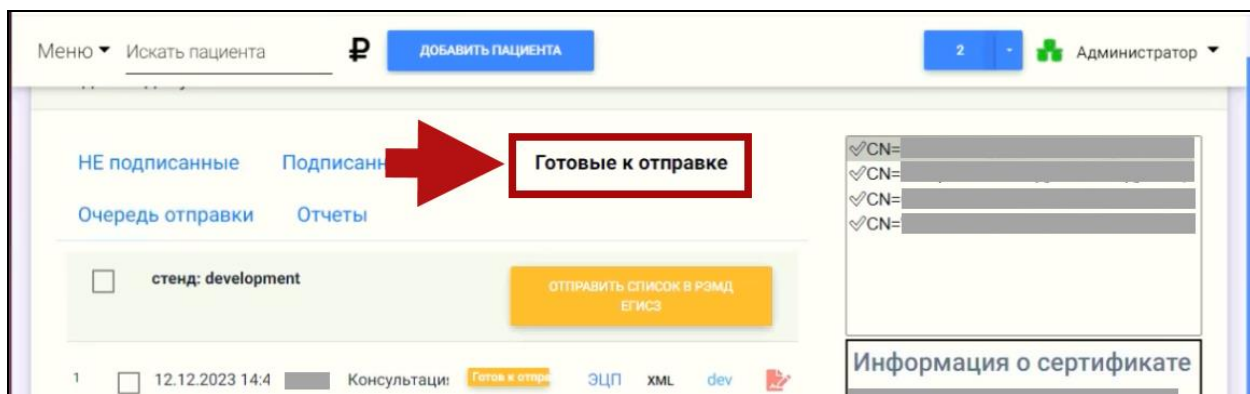 Меню Искать пациента ₽ ДОБАВИТЬ ПАЦИЕНТА 2 - Администратор
НЕ подписанные Готовые к отправке
Очередь отправки Отчеты
CN=
CN=
CN=
CN=
стенд: development
ОТПРАВИТЬ СПИСОК В РЭМД
ЕГИСЗ
Информация о сертификате
1 12.12.2023 14:4 Готов к ЭЦП XML dev